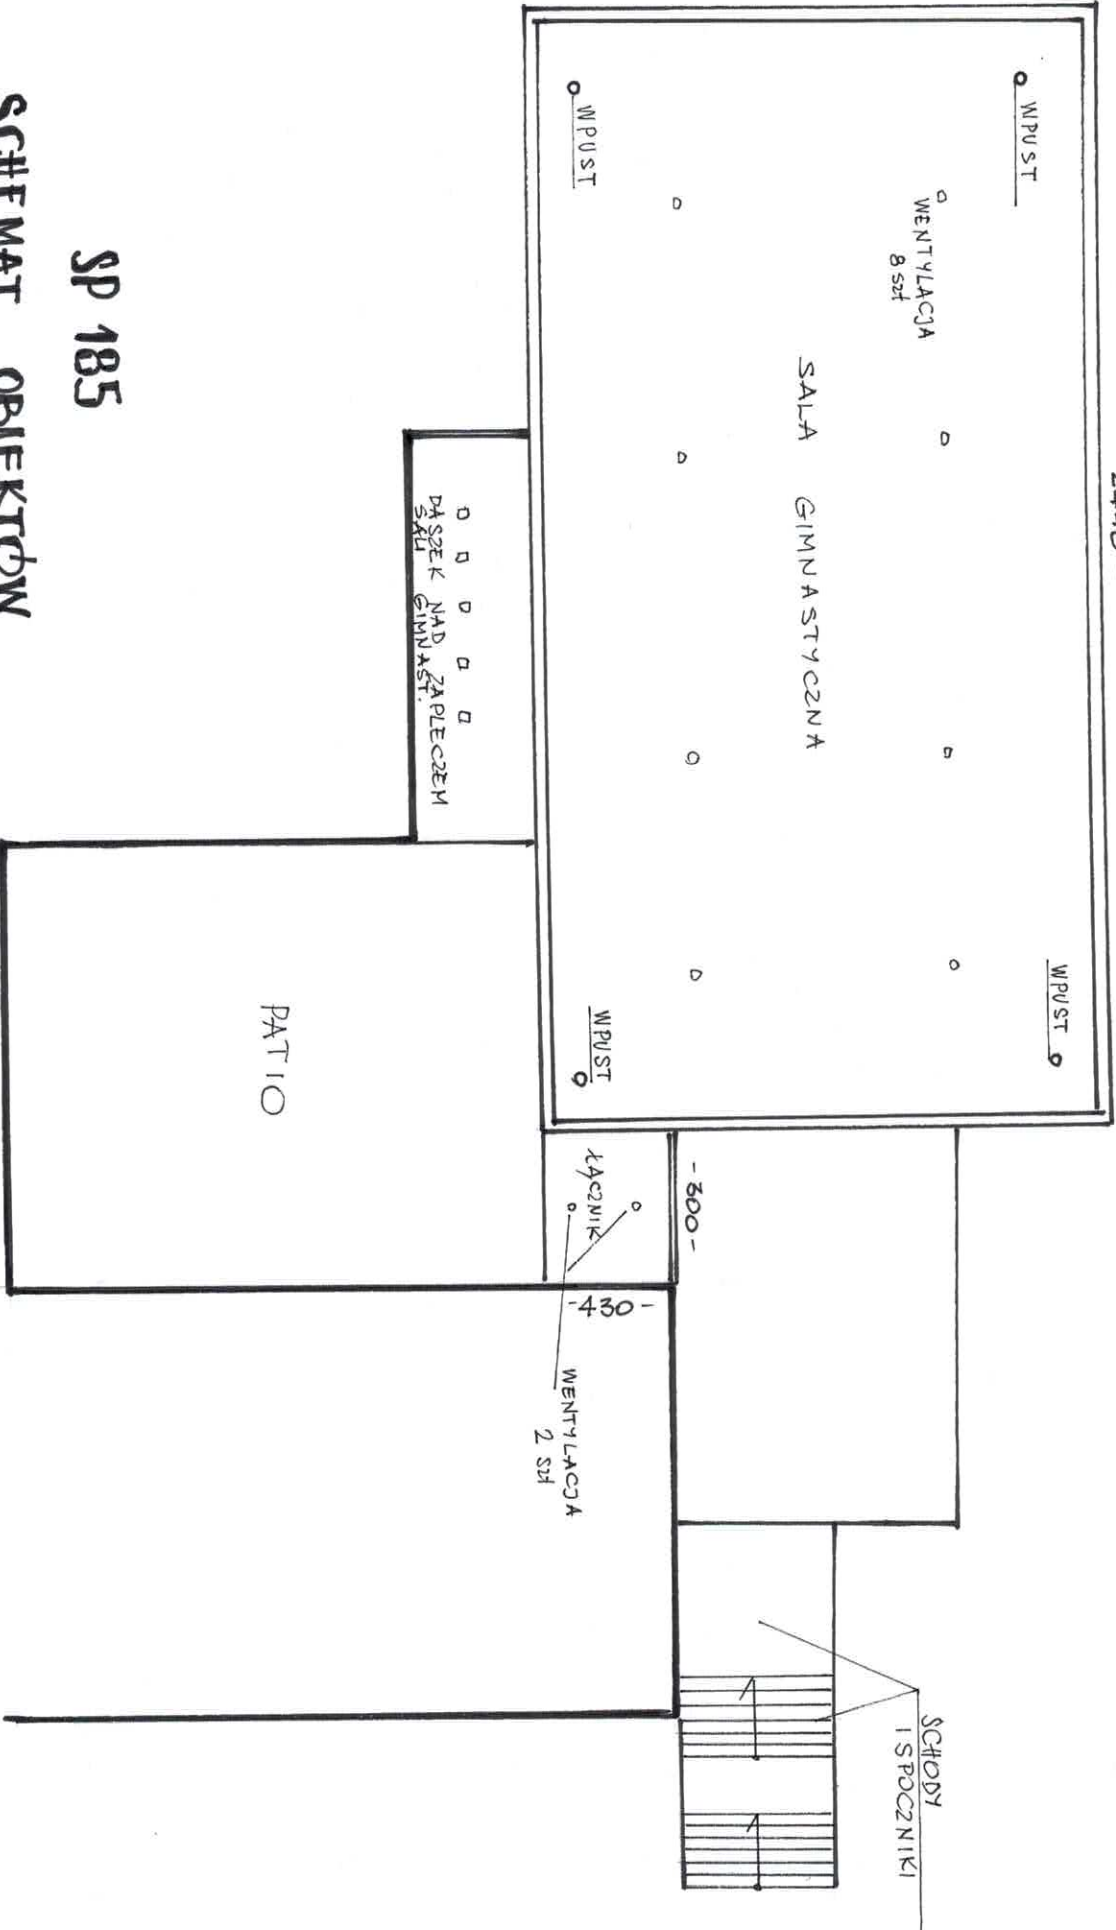 WPUST
WPUST
WENTYLACJA
8 szt
SALA GIMNASTYCZNA
WPUST
WPUST
DASZEK NAD ZAPLECZEM
SALI GIMNAST.
PATIO
ŁĄCZNIK
-300-
-430-
WENTYLACJA
2 szt
SCHODY
I SPOCZNIKI
SP 185
SCHEMAT OBIEKTÓW